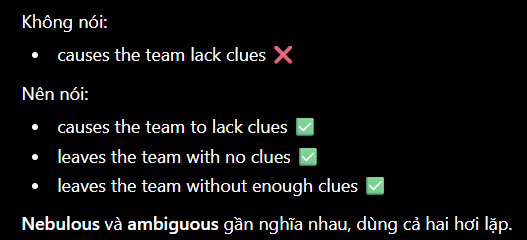 Không nói:
• causes the team lack clues ❌
Nên nói:
• causes the team to lack clues ✅
• leaves the team with no clues ✅
• leaves the team without enough clues ✅
Nebulous và ambiguous gần nghĩa nhau, dùng cả hai hơi lặp.